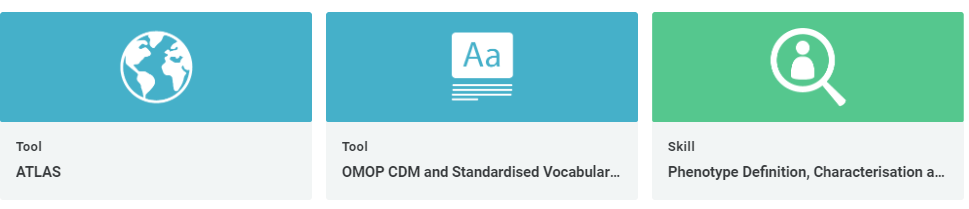 Aa
Tool
ATLAS
Tool
OMOP CDM and Standardised Vocabular...
Skill
Phenotype Definition, Characterisation a...